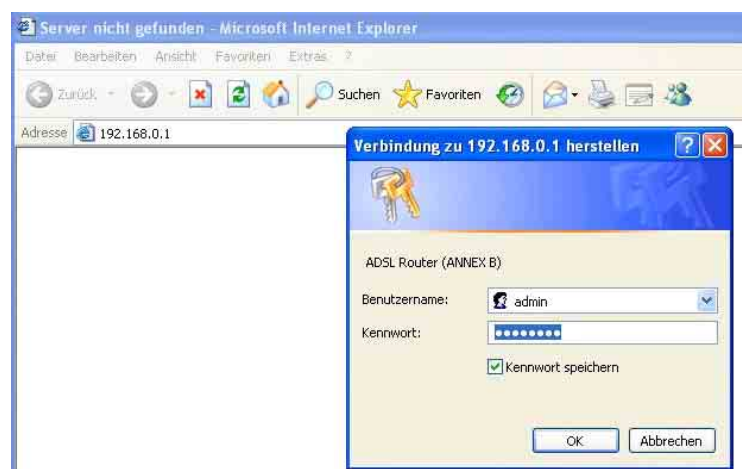 Server nicht gefunden - Microsoft Internet Explorer
Datei Bearbeiten Ansicht Favoriten Extras ?
Zurück Suchen Favoriten
Adresse 192.168.0.1
Verbindung zu 192.168.0.1 herstellen
ADSL Router (ANNEX B)
Benutzername: admin
Kennwort: ••••••••
Kennwort speichern
OK Abbrechen